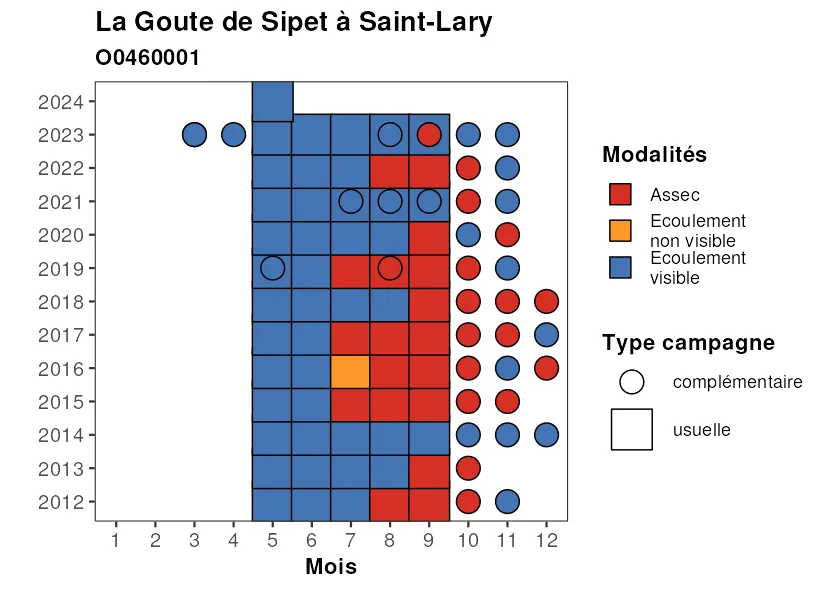 La Goute de Sipet à Saint-Lary
O0460001
2024
2023
2022
2021
2020
2019
2018
2017
2016
2015
2014
2013
2012
1 2 3 4 5 6 7 8 9 10 11 12
Mois
Modalités
Assec
Ecoulement
non visible
Ecoulement
visible
Type campagne
complémentaire
usuelle